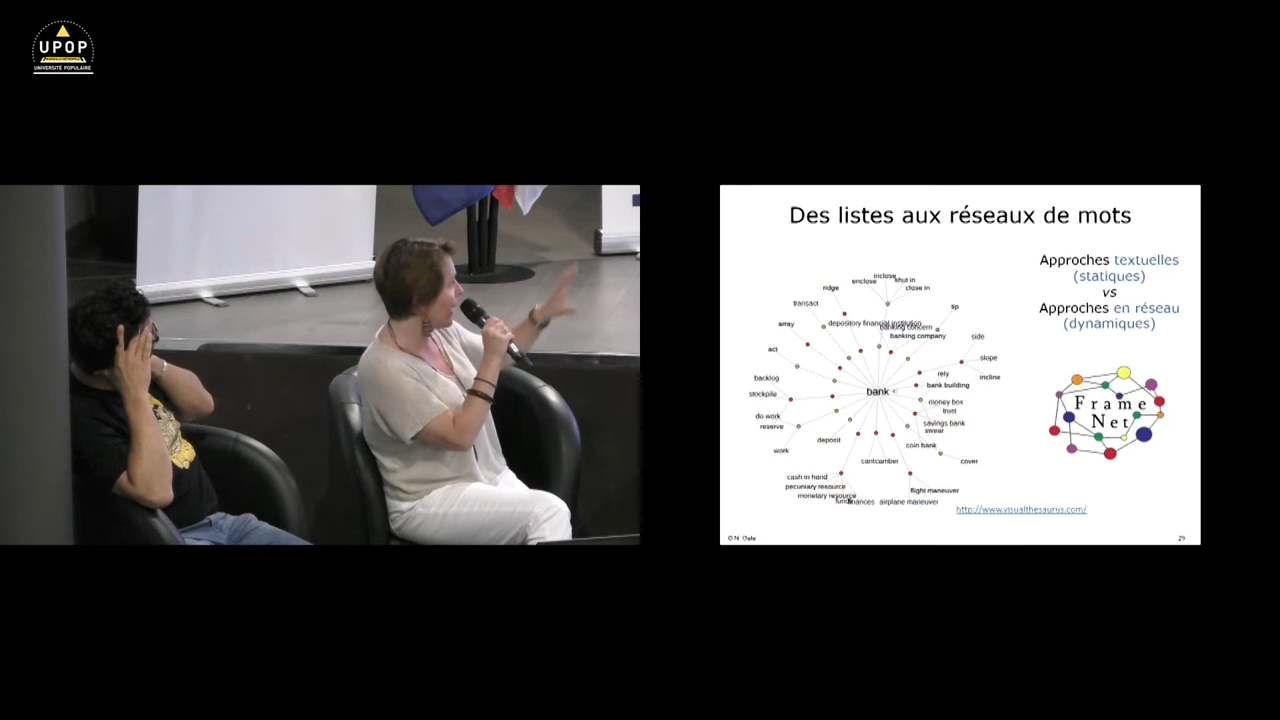 UPOP
UNIVERSITÉ POPULAIRE
Des listes aux réseaux de mots
Approches textuelles
(statiques)
vs
Approches en réseau
(dynamiques)
inclose
enclose
shut in
close in
ridge
transact
tip
depository financial institution
banking concern
banking company
array
side
act
slope
rely
incline
backlog
bank
bank building
stockpile
money box
trust
do work
savings bank
reserve
swear
deposit
coin bank
work
cant
camber
cover
cash in hand
pecuniary resource
monetary resource
funds
finances
flight maneuver
airplane maneuver
Frame
Net
http://www.visualthesaurus.com/
29